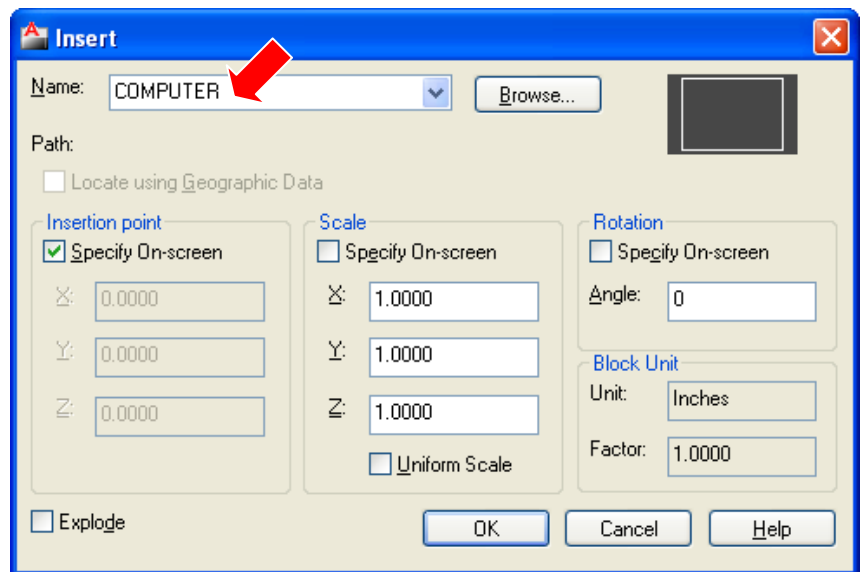 Insert
Name: COMPUTER Browse...
Path:
Locate using Geographic Data
Insertion point
Specify On-screen
X: 0.0000
Y: 0.0000
Z: 0.0000
Scale
Specify On-screen
X: 1.0000
Y: 1.0000
Z: 1.0000
Uniform Scale
Rotation
Specify On-screen
Angle: 0
Block Unit
Unit: Inches
Factor: 1.0000
Explode
OK Cancel Help